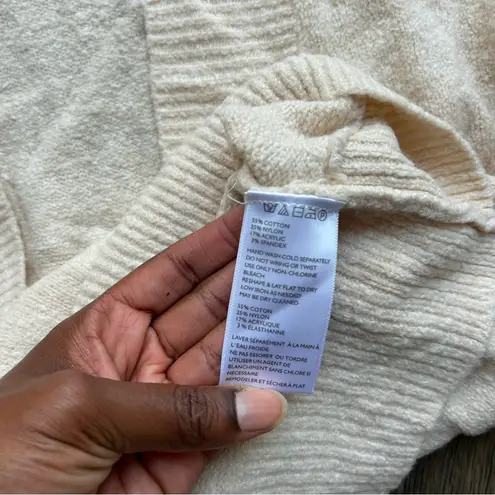 55% COTTON
25% NYLON
17% ACRYLIC
3% SPANDEX
HAND WASH COLD SEPARATELY
DO NOT WRING OR TWIST
USE ONLY NON-CHLORINE
BLEACH
RESHAPE & LAY FLAT TO DRY
LOW IRON AS NEEDED
MAY BE DRY CLEANED
55% COTON
25% NYLON
17% ACRYLIQUE
3 % ÉLASTHANNE
LAVER SÉPARÉMENT À LA MAIN À
L'EAU FROIDE
NE PAS ESSORER OU TORDRE
UTILISER UN AGENT DE
BLANCHIMENT SANS CHLORE SI
NÉCESSAIRE
REMODELER ET SÉCHER À PLAT